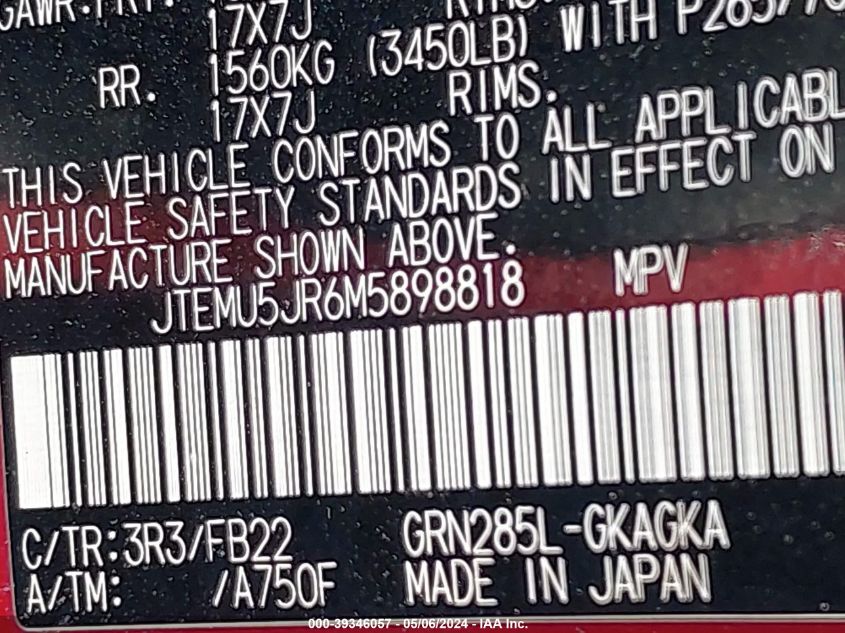 GAWR:FRT.
17X7J
RR. 1560KG (3450LB) WITH
17X7J RIMS.
THIS VEHICLE CONFORMS TO ALL APPLICABL
VEHICLE SAFETY STANDARDS IN EFFECT ON
MANUFACTURE SHOWN ABOVE.
JTEMU5JR6M5898818 MPV
C/TR:3R3/FB22 GRN285L-GKAGKA
A/TM: /A750F MADE IN JAPAN
000-39346057 - 05/06/2024 - IAA Inc.